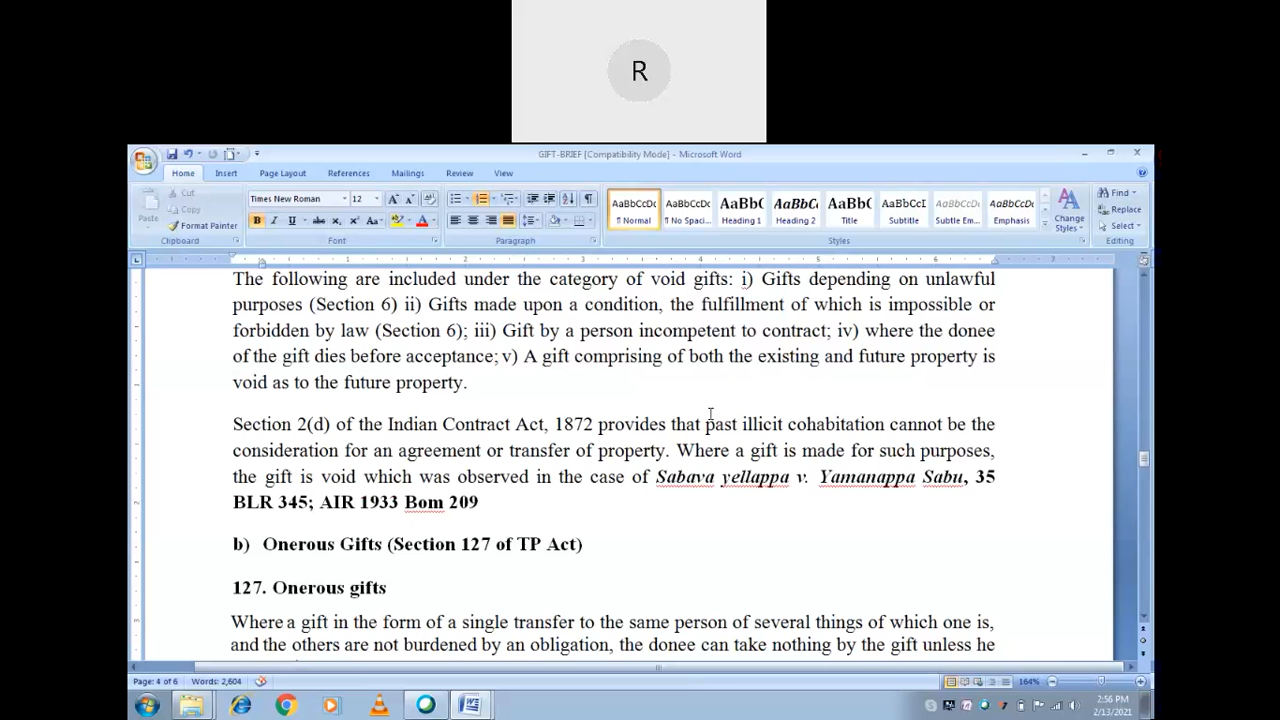 R
GIFT-BRIEF [Compatibility Mode] - Microsoft Word
Home Insert Page Layout References Mailings Review View
Cut
Copy
Paste
Format Painter
Clipboard
Times New Roman 12
Font
Paragraph
AaBbCcDc AaBbCcDc AaBbC AaBbCc AaBb( AaBbCcI AaBbCcDc AaBbCcDc
¶ Normal ¶ No Spaci... Heading 1 Heading 2 Title Subtitle Subtle Em... Emphasis
Styles
Change Styles
Find
Replace
Select
Editing
The following are included under the category of void gifts: i) Gifts depending on unlawful
purposes (Section 6) ii) Gifts made upon a condition, the fulfillment of which is impossible or
forbidden by law (Section 6); iii) Gift by a person incompetent to contract; iv) where the donee
of the gift dies before acceptance; v) A gift comprising of both the existing and future property is
void as to the future property.
Section 2(d) of the Indian Contract Act, 1872 provides that past illicit cohabitation cannot be the
consideration for an agreement or transfer of property. Where a gift is made for such purposes,
the gift is void which was observed in the case of Sabava yellappa v. Yamanappa Sabu, 35
BLR 345; AIR 1933 Bom 209
b) Onerous Gifts (Section 127 of TP Act)
127. Onerous gifts
Where a gift in the form of a single transfer to the same person of several things of which one is,
and the others are not burdened by an obligation, the donee can take nothing by the gift unless he
Page: 4 of 6 Words: 2,604 164%
2:56 PM
2/13/2021